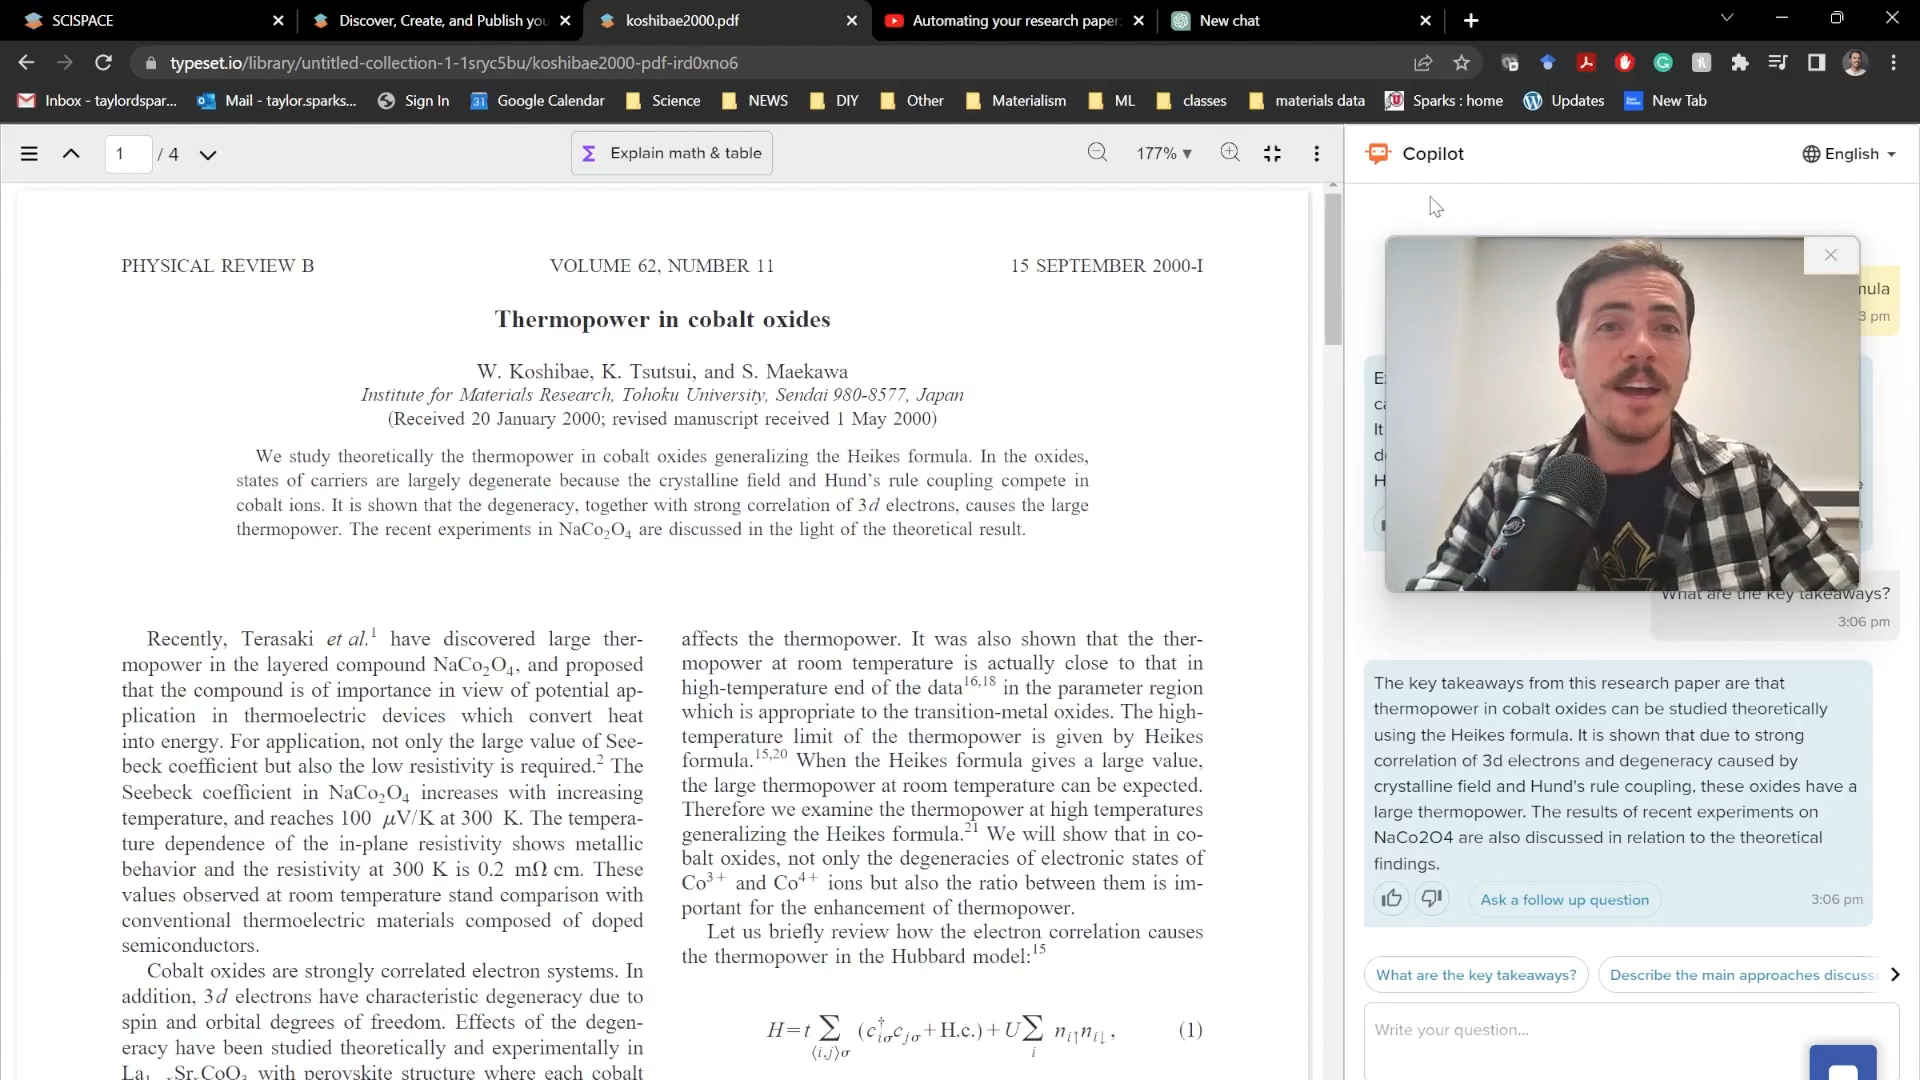 SCISPACE
Discover, Create, and Publish you
koshibae2000.pdf
Automating your research paper
New chat
typeset.io/library/untitled-collection-1-1sryc5bu/koshibae2000-pdf-ird0xno6
Inbox - taylordspar...
Mail - taylor.sparks...
Sign In
Google Calendar
Science
NEWS
DIY
Other
Materialism
ML
classes
materials data
Sparks : home
Updates
New Tab
1 / 4
Explain math & table
177%
Copilot
English
PHYSICAL REVIEW B
VOLUME 62, NUMBER 11
15 SEPTEMBER 2000-I
Thermopower in cobalt oxides
W. Koshibae, K. Tsutsui, and S. Maekawa
Institute for Materials Research, Tohoku University, Sendai 980-8577, Japan
(Received 20 January 2000; revised manuscript received 1 May 2000)
We study theoretically the thermopower in cobalt oxides generalizing the Heikes formula. In the oxides,
states of carriers are largely degenerate because the crystalline field and Hund's rule coupling compete in
cobalt ions. It is shown that the degeneracy, together with strong correlation of 3d electrons, causes the large
thermopower. The recent experiments in NaCo₂O₄ are discussed in the light of the theoretical result.
Recently, Terasaki et al.¹ have discovered large ther-
mopower in the layered compound NaCo₂O₄, and proposed
that the compound is of importance in view of potential ap-
plication in thermoelectric devices which convert heat
into energy. For application, not only the large value of See-
beck coefficient but also the low resistivity is required.² The
Seebeck coefficient in NaCo₂O₄ increases with increasing
temperature, and reaches 100 μV/K at 300 K. The tempera-
ture dependence of the in-plane resistivity shows metallic
behavior and the resistivity at 300 K is 0.2 mΩ cm. These
values observed at room temperature stand comparison with
conventional thermoelectric materials composed of doped
semiconductors.
Cobalt oxides are strongly correlated electron systems. In
addition, 3d electrons have characteristic degeneracy due to
spin and orbital degrees of freedom. Effects of the degen-
eracy have been studied theoretically and experimentally in
with perovskite structure where each cobalt
affects the thermopower. It was also shown that the ther-
mopower at room temperature is actually close to that in
high-temperature end of the data¹⁶,¹⁸ in the parameter region
which is appropriate to the transition-metal oxides. The high-
temperature limit of the thermopower is given by Heikes
formula.¹⁵,²⁰ When the Heikes formula gives a large value,
the large thermopower at room temperature can be expected.
Therefore we examine the thermopower at high temperatures
generalizing the Heikes formula.²¹ We will show that in co-
balt oxides, not only the degeneracies of electronic states of
Co³⁺ and Co⁴⁺ ions but also the ratio between them is im-
portant for the enhancement of thermopower.
Let us briefly review how the electron correlation causes
the thermopower in the Hubbard model:¹⁵
H=t∑⟨i,j⟩σ (c†iσcjσ+H.c.)+U∑i ni↑ni↓, (1)
mula
3 pm
What are the key takeaways?
3:06 pm
The key takeaways from this research paper are that
thermopower in cobalt oxides can be studied theoretically
using the Heikes formula. It is shown that due to strong
correlation of 3d electrons and degeneracy caused by
crystalline field and Hund's rule coupling, these oxides have a
large thermopower. The results of recent experiments on
NaCo2O4 are also discussed in relation to the theoretical
findings.
Ask a follow up question
3:06 pm
What are the key takeaways?
Describe the main approaches discuss
Write your question...